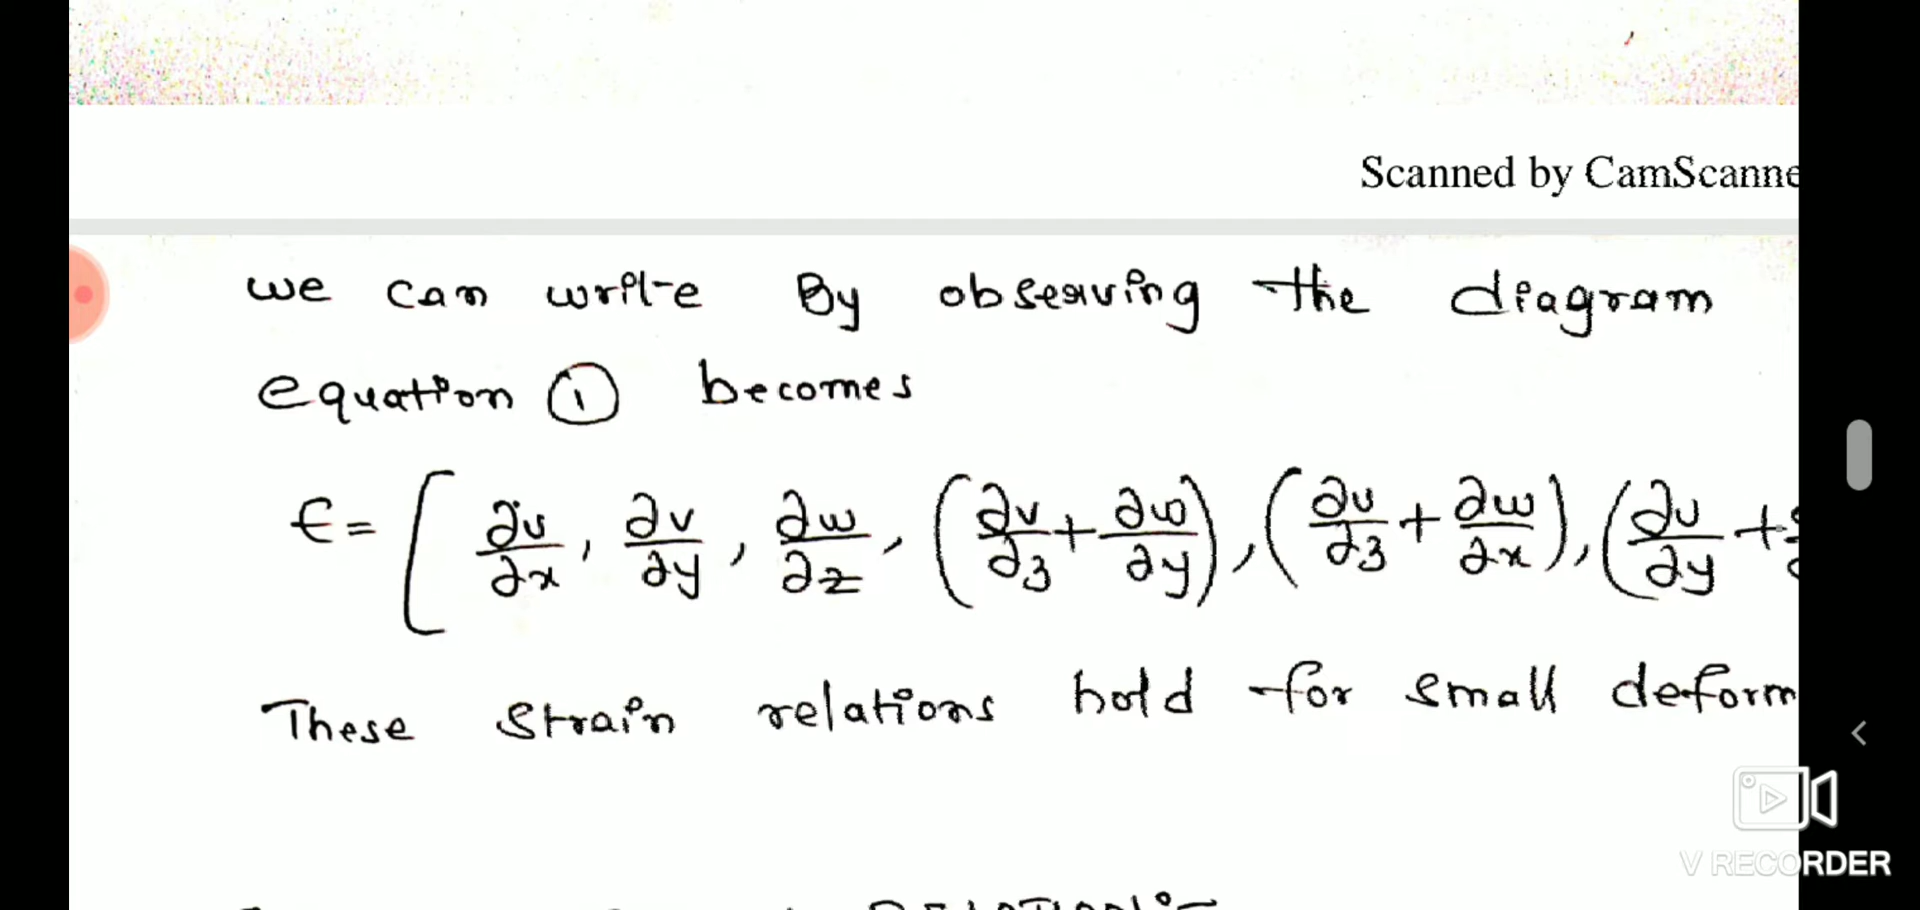 Scanned by CamScanne
we can write By observing the diagram
equation ① becomes
ϵ = [ ∂u/∂x, ∂v/∂y, ∂w/∂z, (∂v/∂z + ∂w/∂y), (∂u/∂z + ∂w/∂x), (∂u/∂y +
These strain relations hold for small deform
V RECORDER